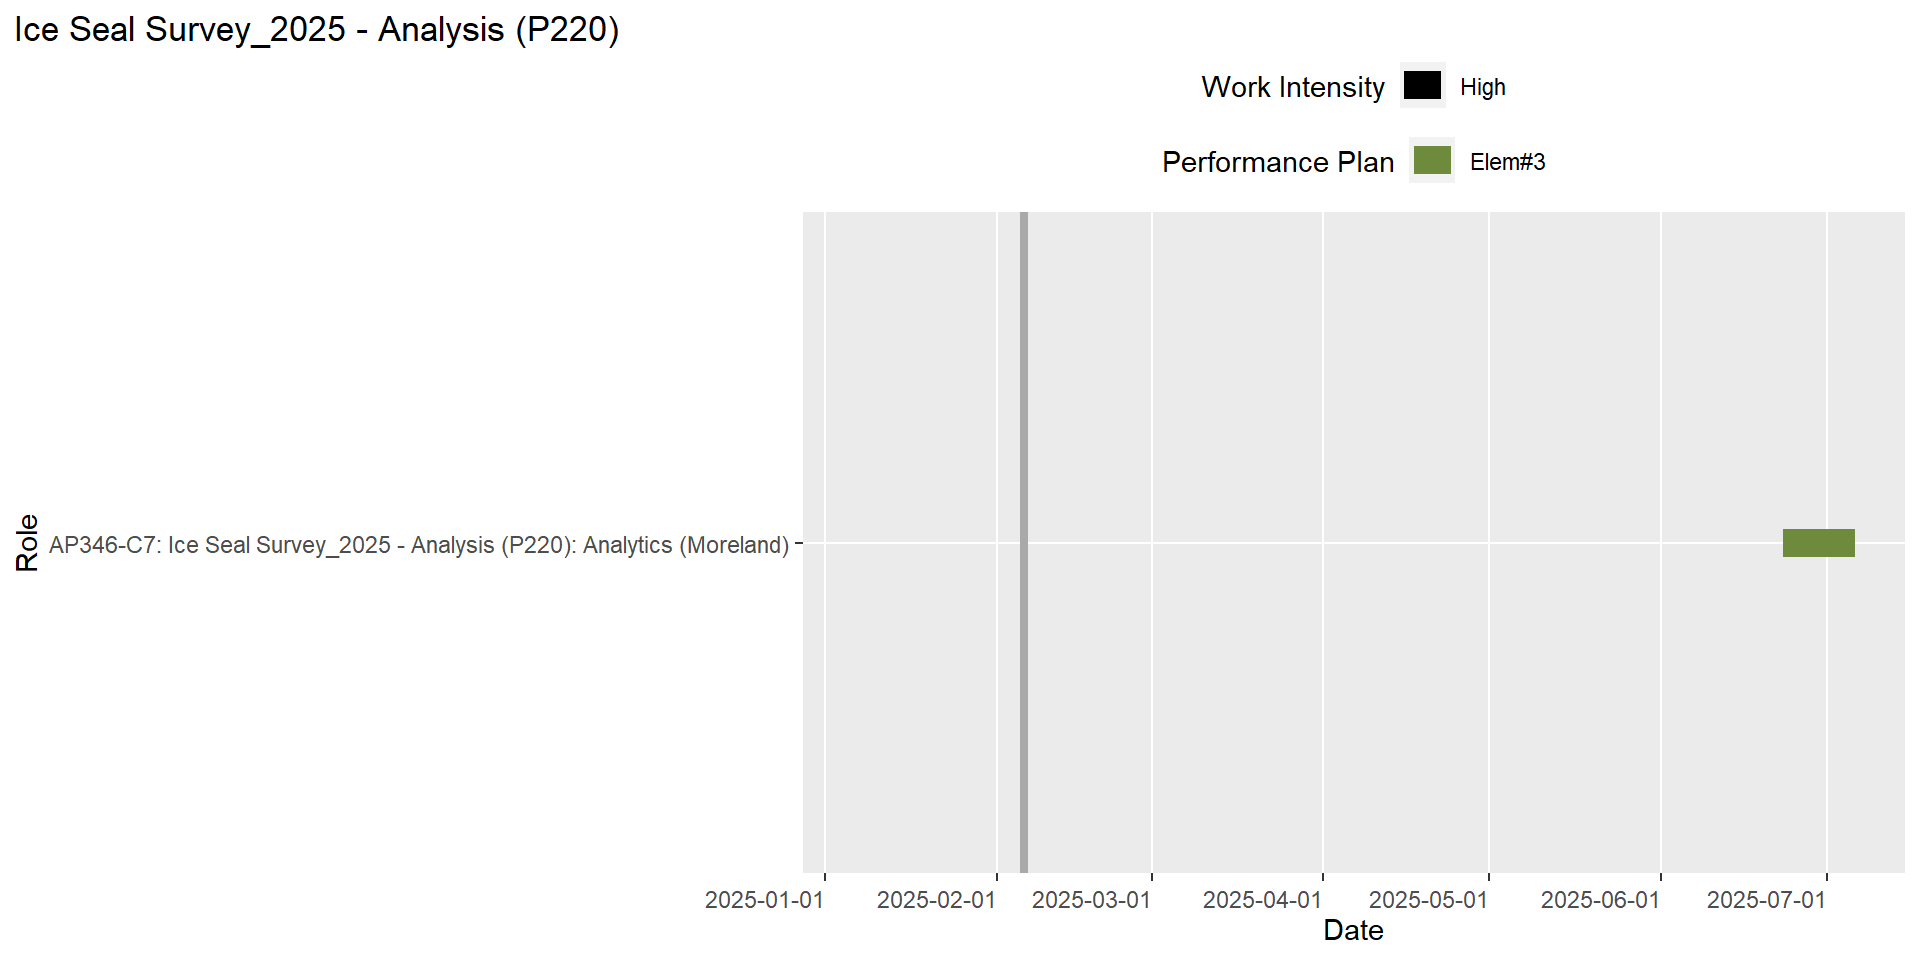 Ice Seal Survey_2025 - Analysis (P220)
Work Intensity High
Performance Plan Elem#3
Role
AP346-C7: Ice Seal Survey_2025 - Analysis (P220): Analytics (Moreland)
2025-01-01 2025-02-01 2025-03-01 2025-04-01 2025-05-01 2025-06-01 2025-07-01
Date